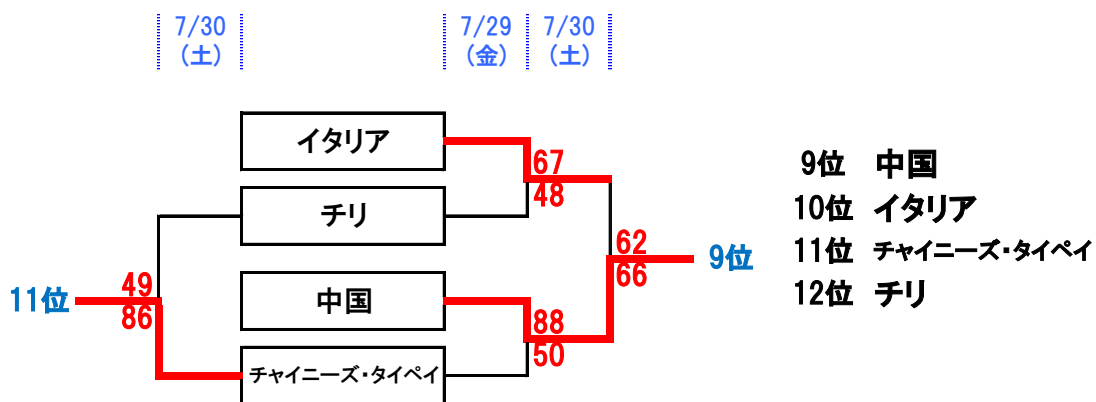 7/30
(土)
7/29
(金)
7/30
(土)
イタリア
チリ
中国
チャイニーズ・タイペイ
67
48
88
50
62
66
9位
49
86
11位
9位 中国
10位 イタリア
11位 チャイニーズ・タイペイ
12位 チリ